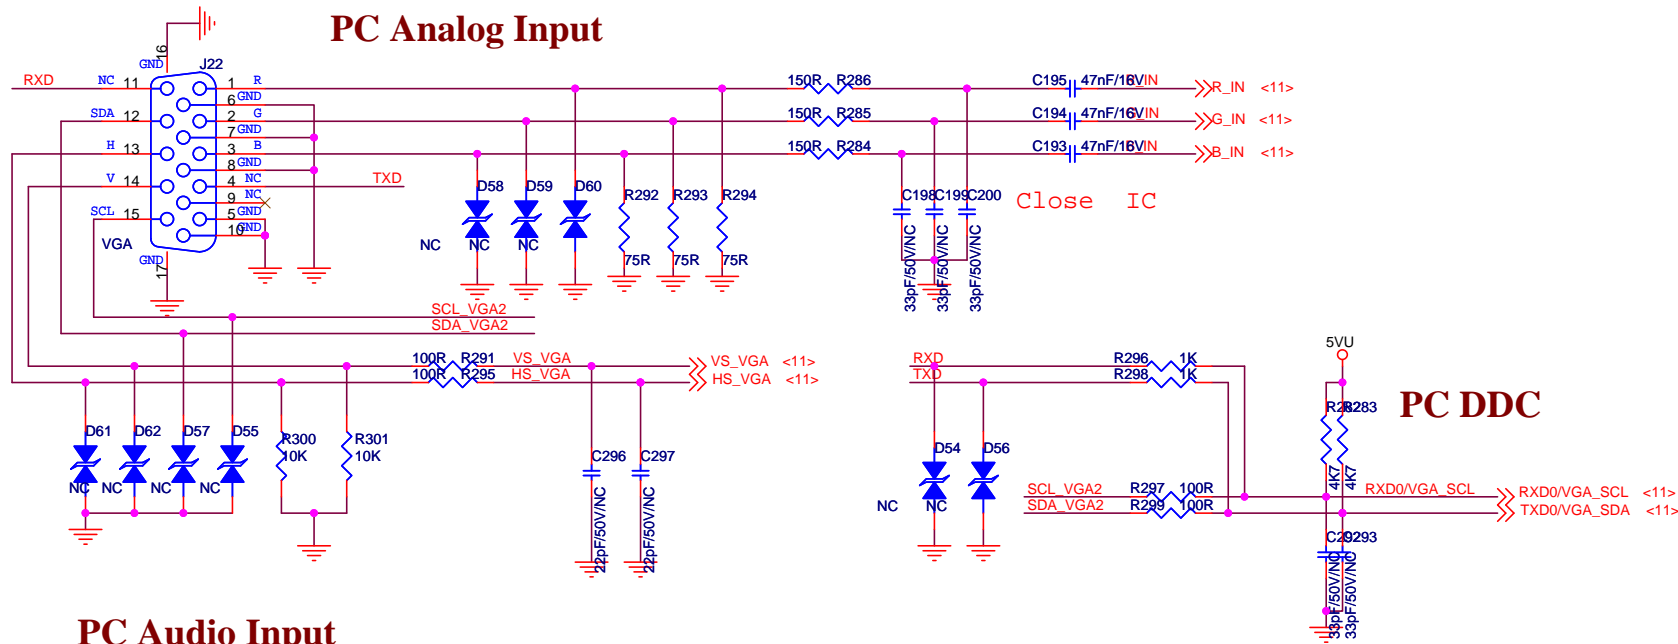 PC Analog Input
16
GND
J22
RXD NC 11 1 R 150R R286 C195 47nF/16V R_IN <11>
6 GND
SDA 12 2 G 150R R285 C194 47nF/16V G_IN <11>
7 GND
H 13 3 B 150R R284 C193 47nF/16V B_IN <11>
8 GND
V 14 4 NC TXD
9 NC
SCL 15 5 GND
10 GND
VGA
GND
17
D58 D59 D60 R292 R293 R294 C198 C199 C200 Close IC
NC NC 75R 75R 75R 33pF/50V/NC 33pF/50V/NC 33pF/50V/NC
SCL_VGA2
SDA_VGA2
100R R291 VS_VGA VS_VGA <11>
100R R295 HS_VGA HS_VGA <11>
D61 D62 D57 D55 R300 R301
10K 10K
NC NC NC NC
C296 C297
22pF/50V/NC 22pF/50V/NC
5VU
RXD R296 1K
TXD R298 1K
R282 R283 PC DDC
4K7 4K7
D54 D56
NC NC
SCL_VGA2 R297 100R RXD0/VGA_SCL RXD0/VGA_SCL <11>
SDA_VGA2 R299 100R TXD0/VGA_SDA <11>
C292 C293
33pF/50V/NC 33pF/50V/NC
PC Audio Input